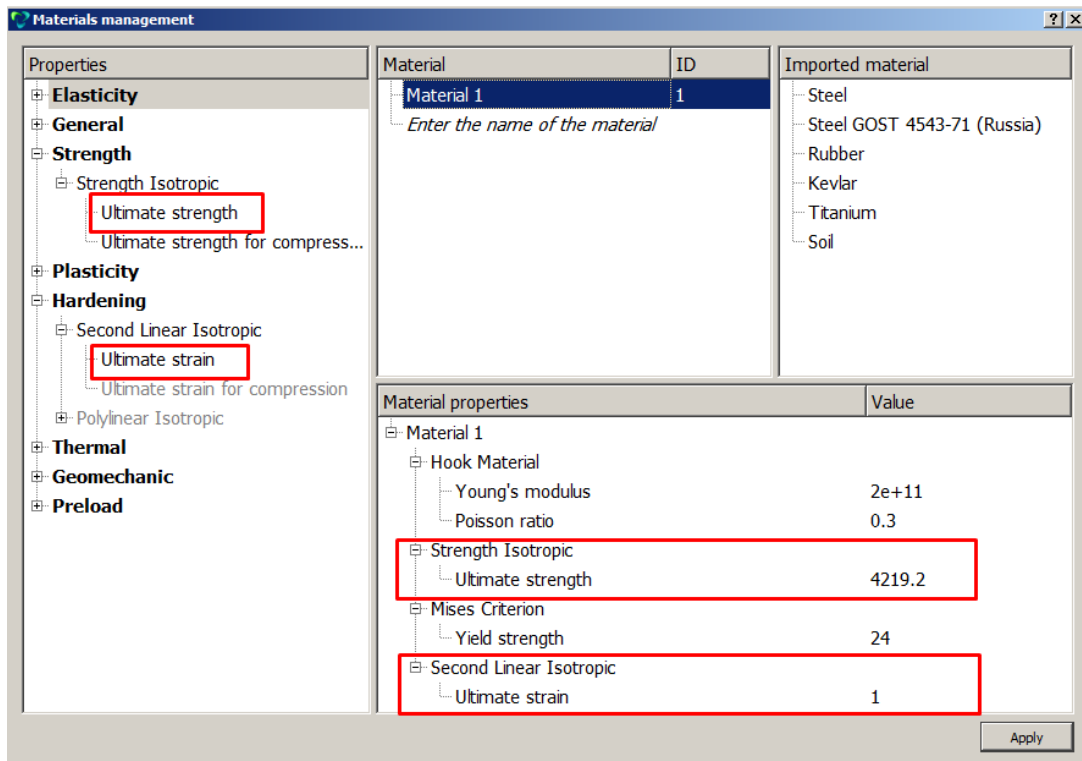 Materials management
Properties
Elasticity
General
Strength
Strength Isotropic
Ultimate strength
Ultimate strength for compress...
Plasticity
Hardening
Second Linear Isotropic
Ultimate strain
Ultimate strain for compression
Polylinear Isotropic
Thermal
Geomechanic
Preload
Material ID
Material 1 1
Enter the name of the material
Imported material
Steel
Steel GOST 4543-71 (Russia)
Rubber
Kevlar
Titanium
Soil
Material properties Value
Material 1
Hook Material
Young's modulus 2e+11
Poisson ratio 0.3
Strength Isotropic
Ultimate strength 4219.2
Mises Criterion
Yield strength 24
Second Linear Isotropic
Ultimate strain 1
Apply